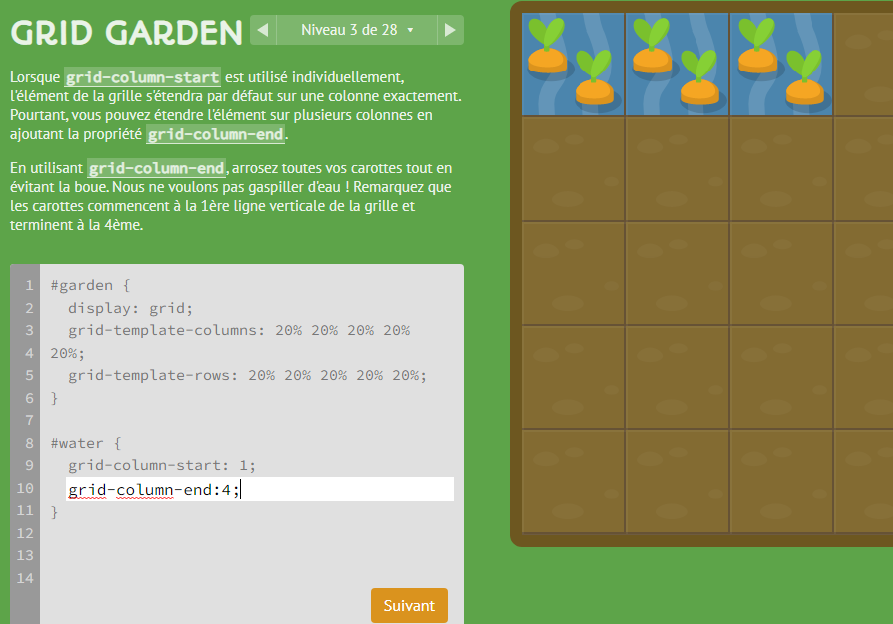 GRID GARDEN
Niveau 3 de 28
Lorsque grid-column-start est utilisé individuellement,
l'élément de la grille s'étendra par défaut sur une colonne exactement.
Pourtant, vous pouvez étendre l'élément sur plusieurs colonnes en
ajoutant la propriété grid-column-end.
En utilisant grid-column-end, arrosez toutes vos carottes tout en
évitant la boue. Nous ne voulons pas gaspiller d'eau ! Remarquez que
les carottes commencent à la 1ère ligne verticale de la grille et
terminent à la 4ème.
1 #garden {
2 display: grid;
3 grid-template-columns: 20% 20% 20% 20%
4 20%;
5 grid-template-rows: 20% 20% 20% 20% 20%;
6 }
7
8 #water {
9 grid-column-start: 1;
10 grid-column-end:4;
11 }
12
13
14
Suivant